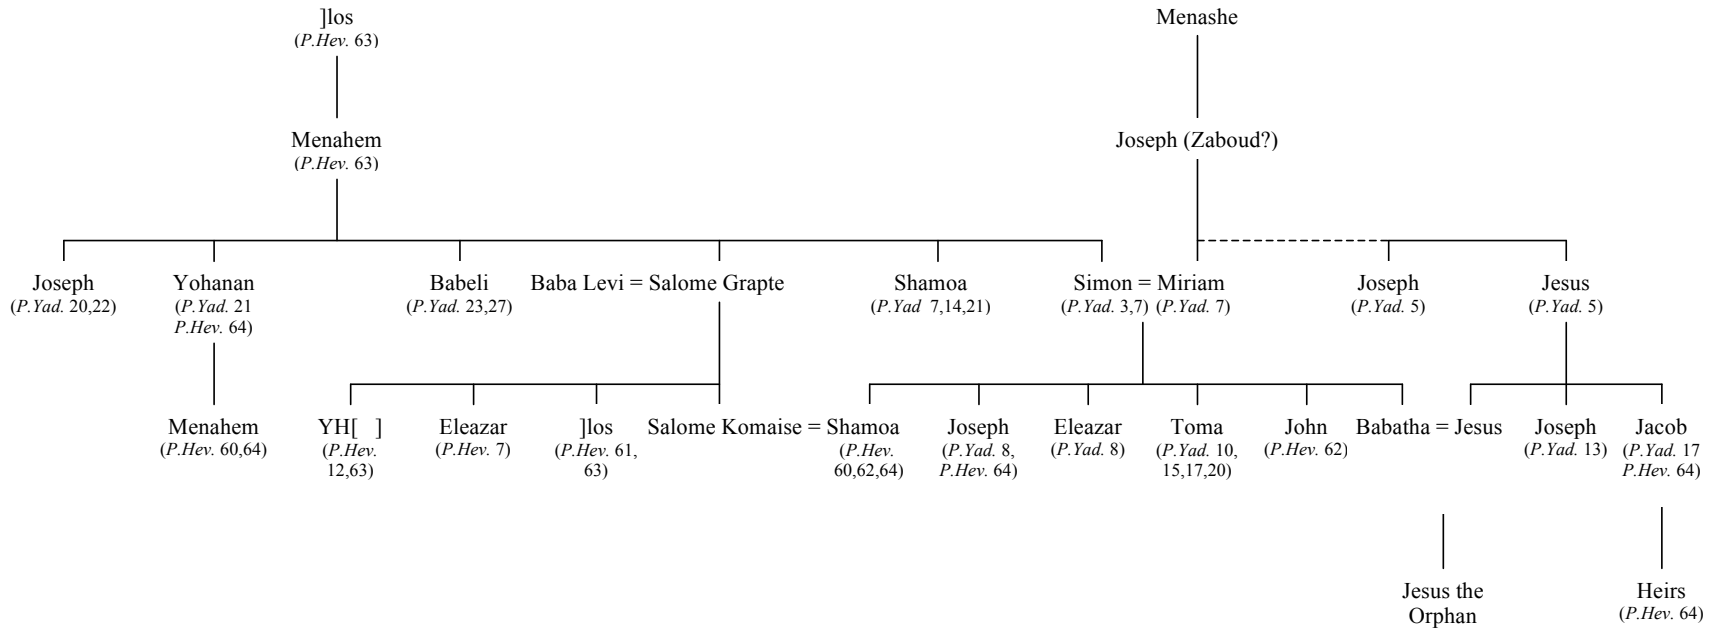 ]los
(P.Hev. 63)
Menashe
Menahem
(P.Hev. 63)
Joseph (Zaboud?)
Joseph
(P.Yad. 20,22)
Yohanan
(P.Yad. 21
P.Hev. 64)
Babeli
(P.Yad. 23,27)
Baba Levi = Salome Grapte
Shamoa
(P.Yad 7,14,21)
Simon = Miriam
(P.Yad. 3,7) (P.Yad. 7)
Joseph
(P.Yad. 5)
Jesus
(P.Yad. 5)
Menahem
(P.Hev. 60,64)
YH[ ]
(P.Hev.
12,63)
Eleazar
(P.Hev. 7)
]los
(P.Hev. 61,
63)
Salome Komaise = Shamoa
(P.Hev.
60,62,64)
Joseph
(P.Yad. 8,
P.Hev. 64)
Eleazar
(P.Yad. 8)
Toma
(P.Yad. 10,
15,17,20)
John
(P.Hev. 62)
Babatha = Jesus
Joseph
(P.Yad. 13)
Jacob
(P.Yad. 17
P.Hev. 64)
Jesus the
Orphan
Heirs
(P.Hev. 64)